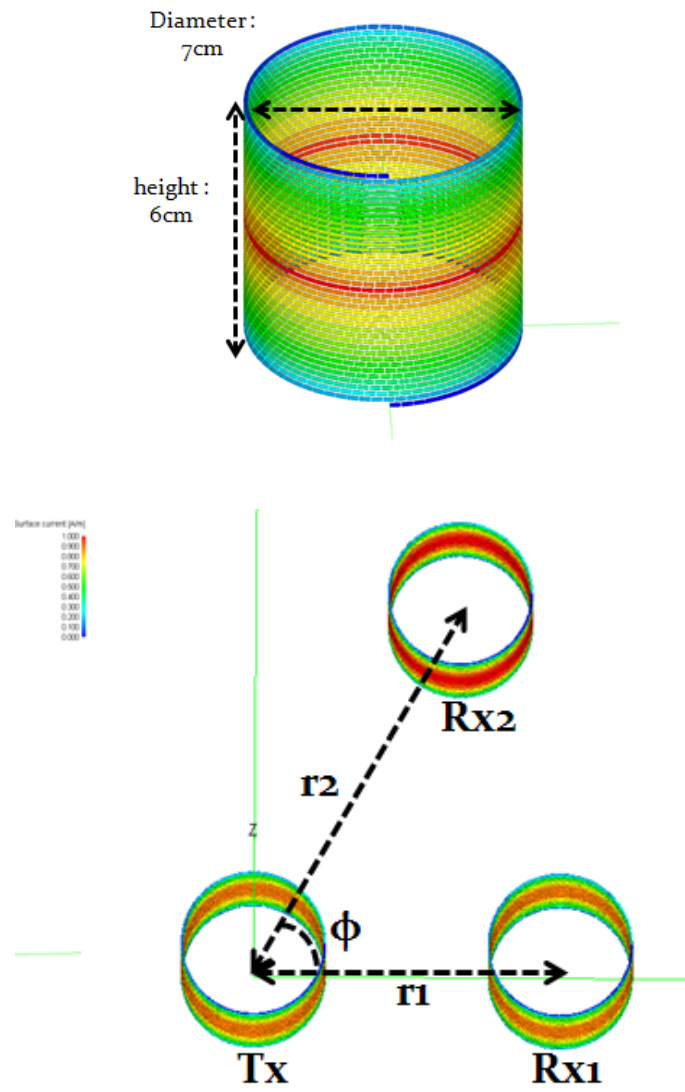 Diameter:
7cm
height :
6cm
Surface current [A/m]
1.000
0.900
0.800
0.700
0.600
0.500
0.400
0.300
0.200
0.100
0.000
Rx2
r2
z
ϕ
r1
Tx
Rx1